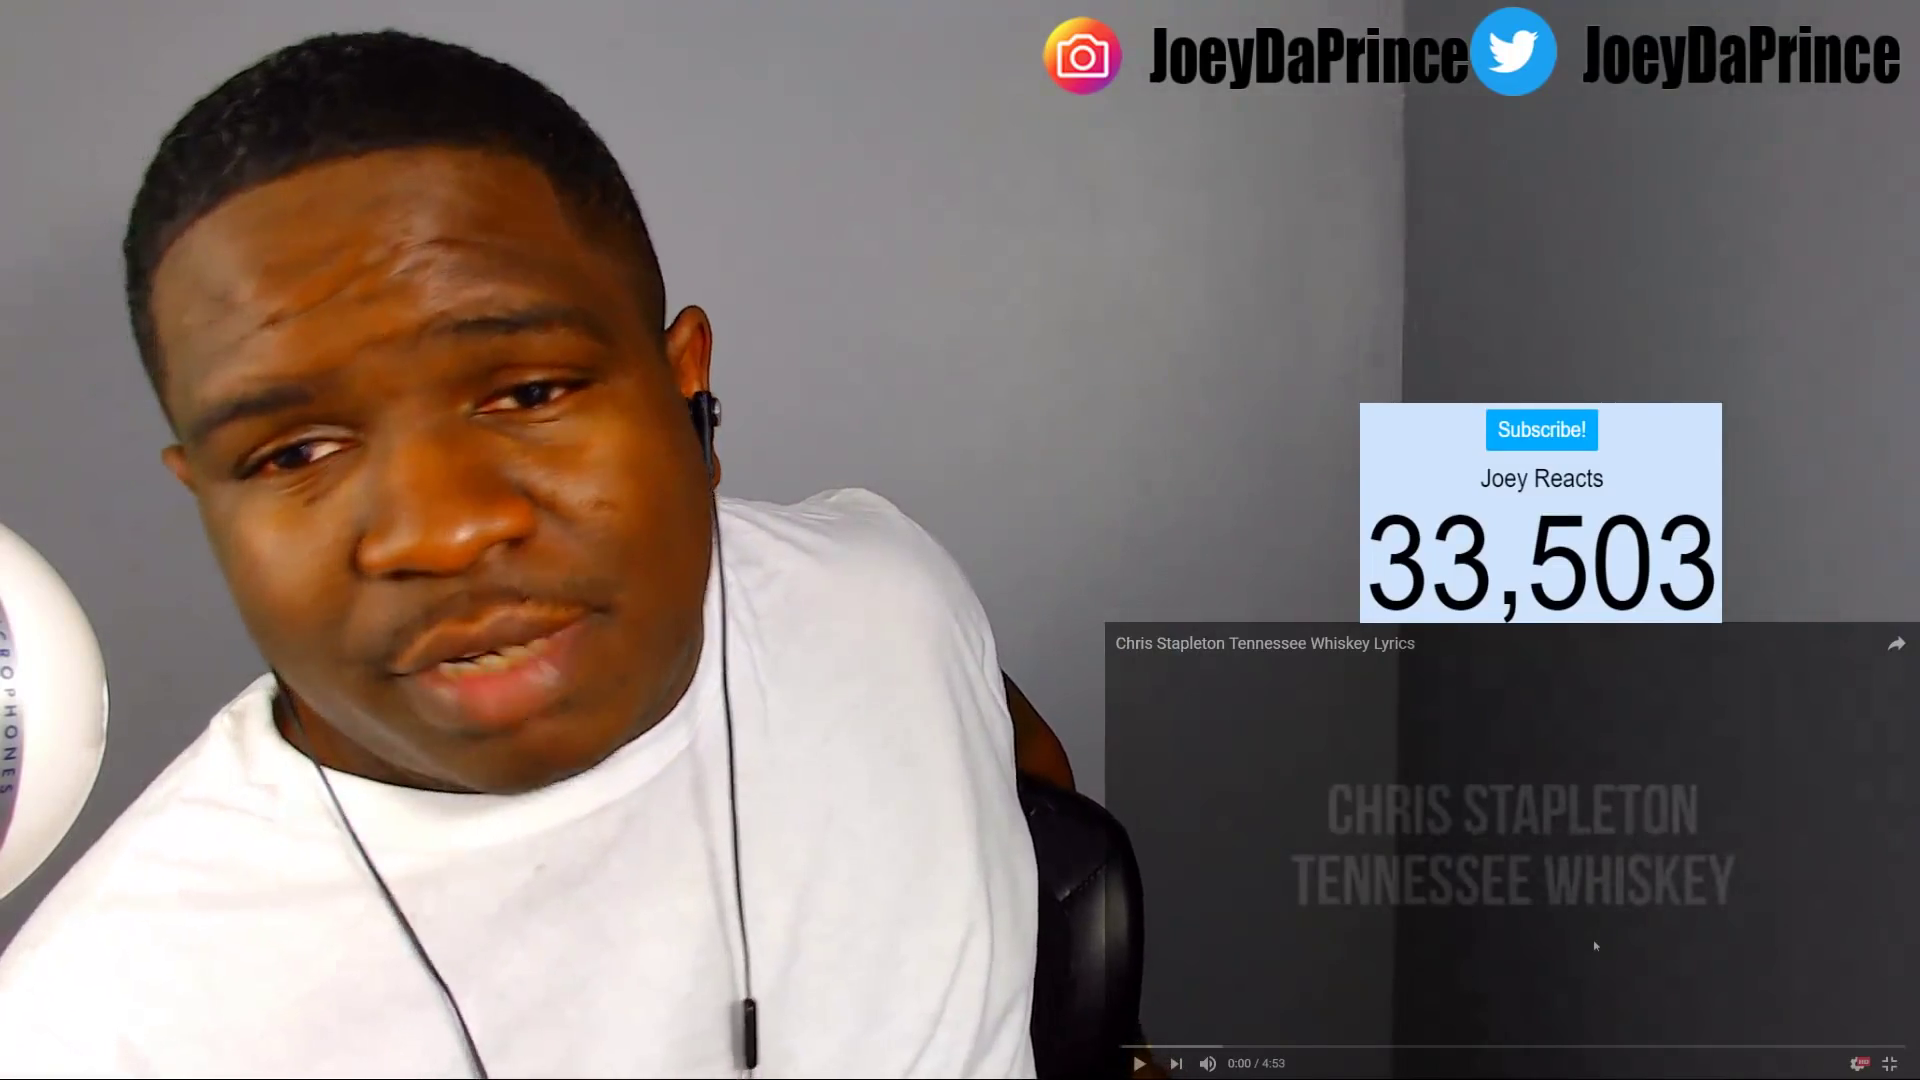 JoeyDaPrince JoeyDaPrince
Subscribe!
Joey Reacts
33,503
Chris Stapleton Tennessee Whiskey Lyrics
CHRIS STAPLETON
TENNESSEE WHISKEY
0:00 / 4:53